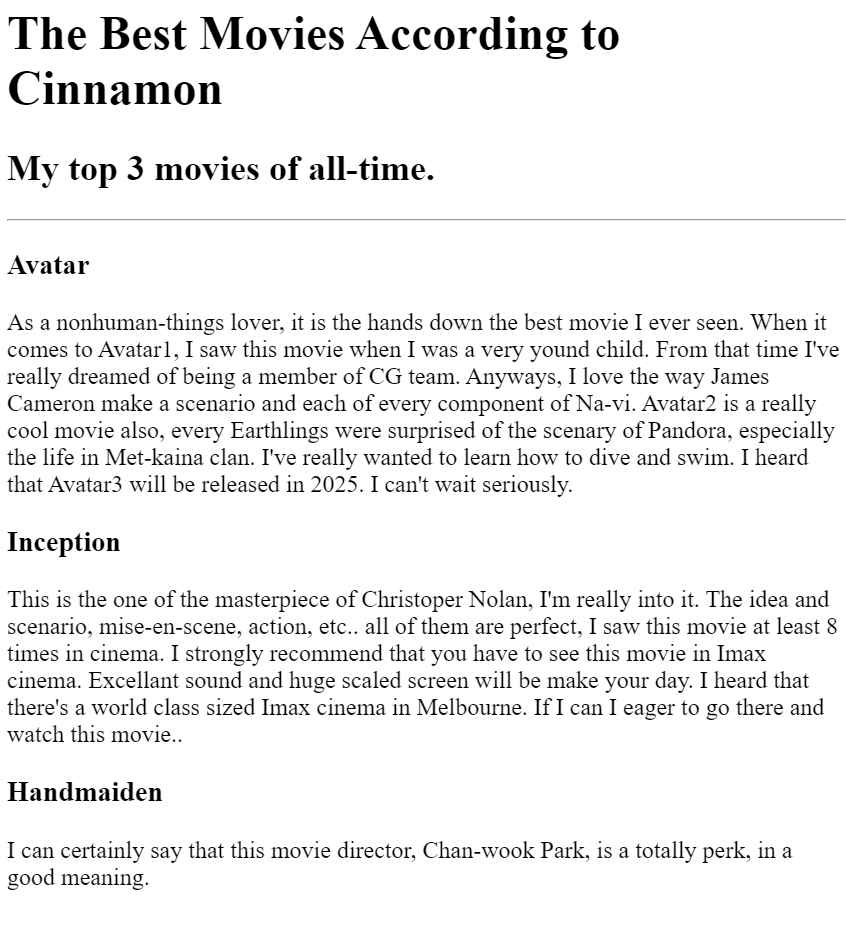 The Best Movies According to
Cinnamon
My top 3 movies of all-time.
Avatar
As a nonhuman-things lover, it is the hands down the best movie I ever seen. When it
comes to Avatar1, I saw this movie when I was a very yound child. From that time I've
really dreamed of being a member of CG team. Anyways, I love the way James
Cameron make a scenario and each of every component of Na-vi. Avatar2 is a really
cool movie also, every Earthlings were surprised of the scenary of Pandora, especially
the life in Met-kaina clan. I've really wanted to learn how to dive and swim. I heard
that Avatar3 will be released in 2025. I can't wait seriously.
Inception
This is the one of the masterpiece of Christoper Nolan, I'm really into it. The idea and
scenario, mise-en-scene, action, etc.. all of them are perfect, I saw this movie at least 8
times in cinema. I strongly recommend that you have to see this movie in Imax
cinema. Excellant sound and huge scaled screen will be make your day. I heard that
there's a world class sized Imax cinema in Melbourne. If I can I eager to go there and
watch this movie..
Handmaiden
I can certainly say that this movie director, Chan-wook Park, is a totally perk, in a
good meaning.